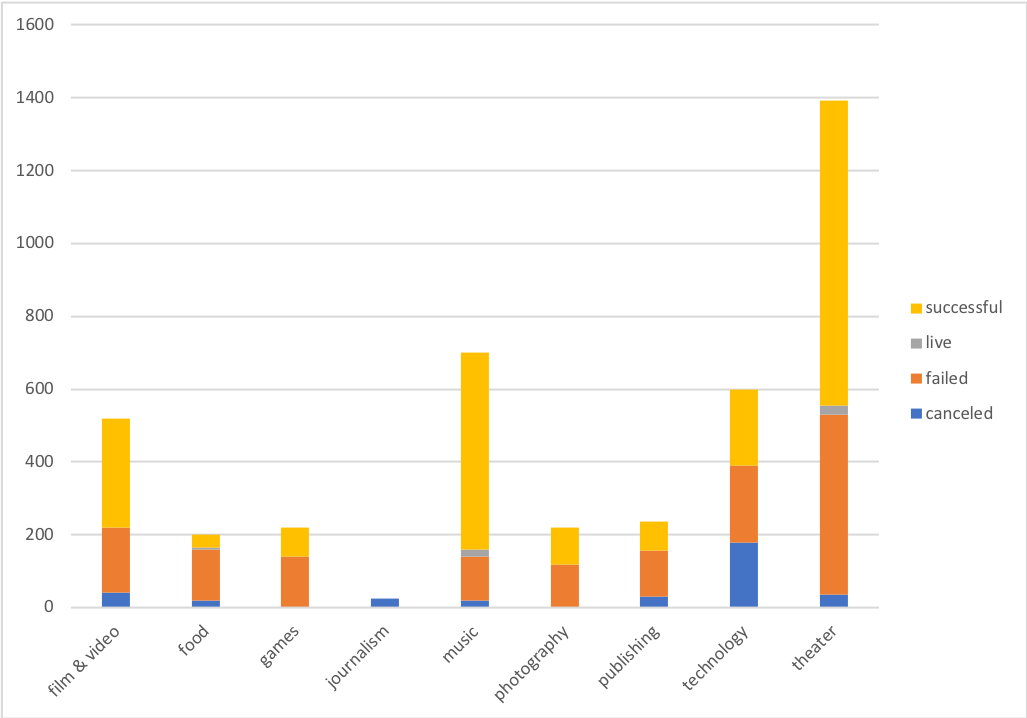 1600
1400
1200
1000
800
600
400
200
0
film & video
food
games
journalism
music
photography
publishing
technology
theater
successful
live
failed
canceled